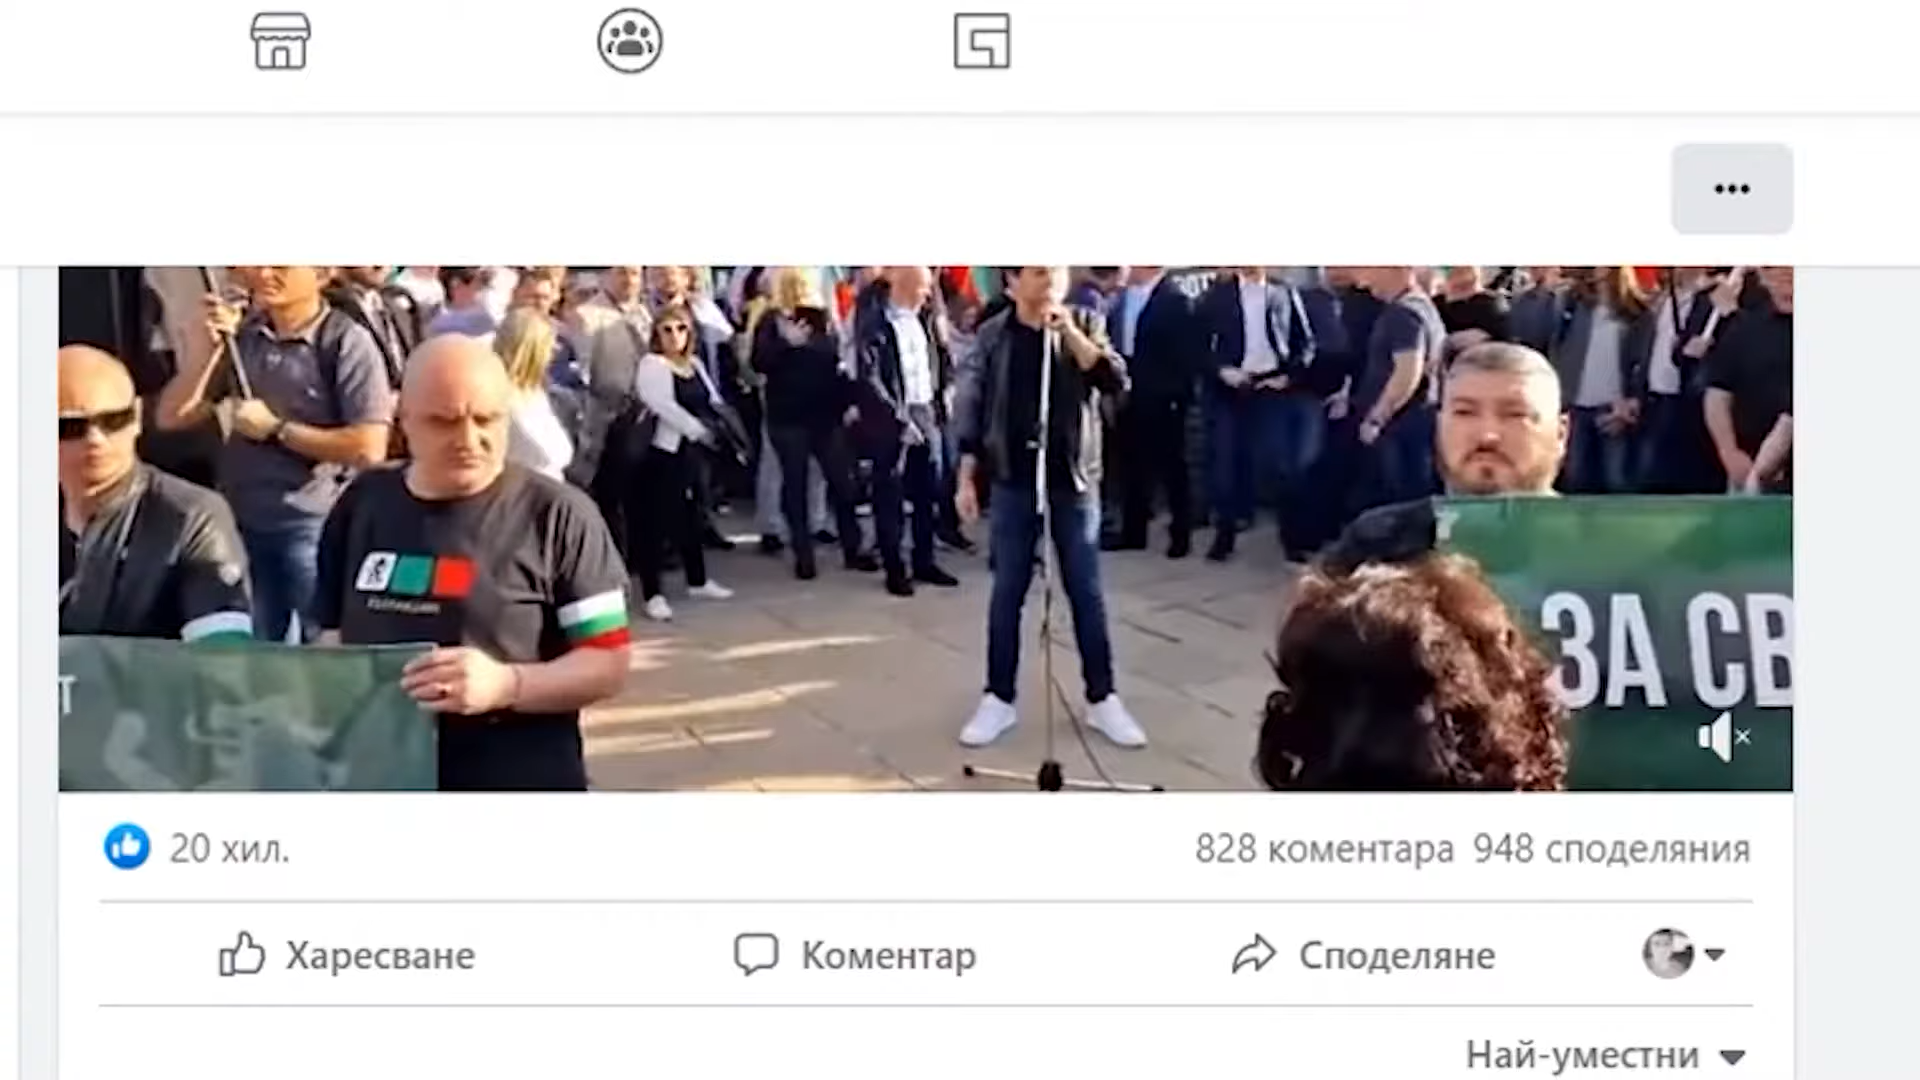 Т
ЗА СВ
20 хил.
828 коментара 948 споделяния
Харесване
Коментар
Споделяне
Най-уместни